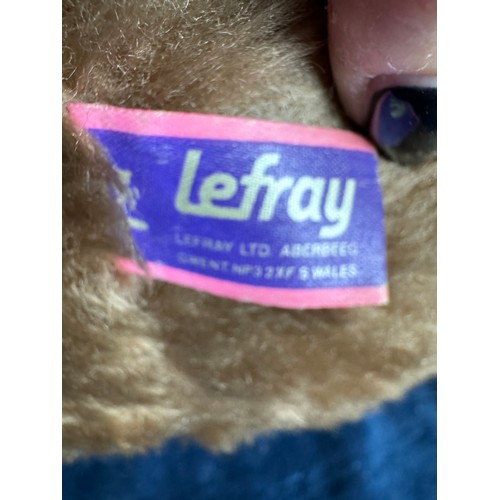 Lefray
LEFRAY LTD. ABERBEEG
GWENT. NP3 2XF S WALES